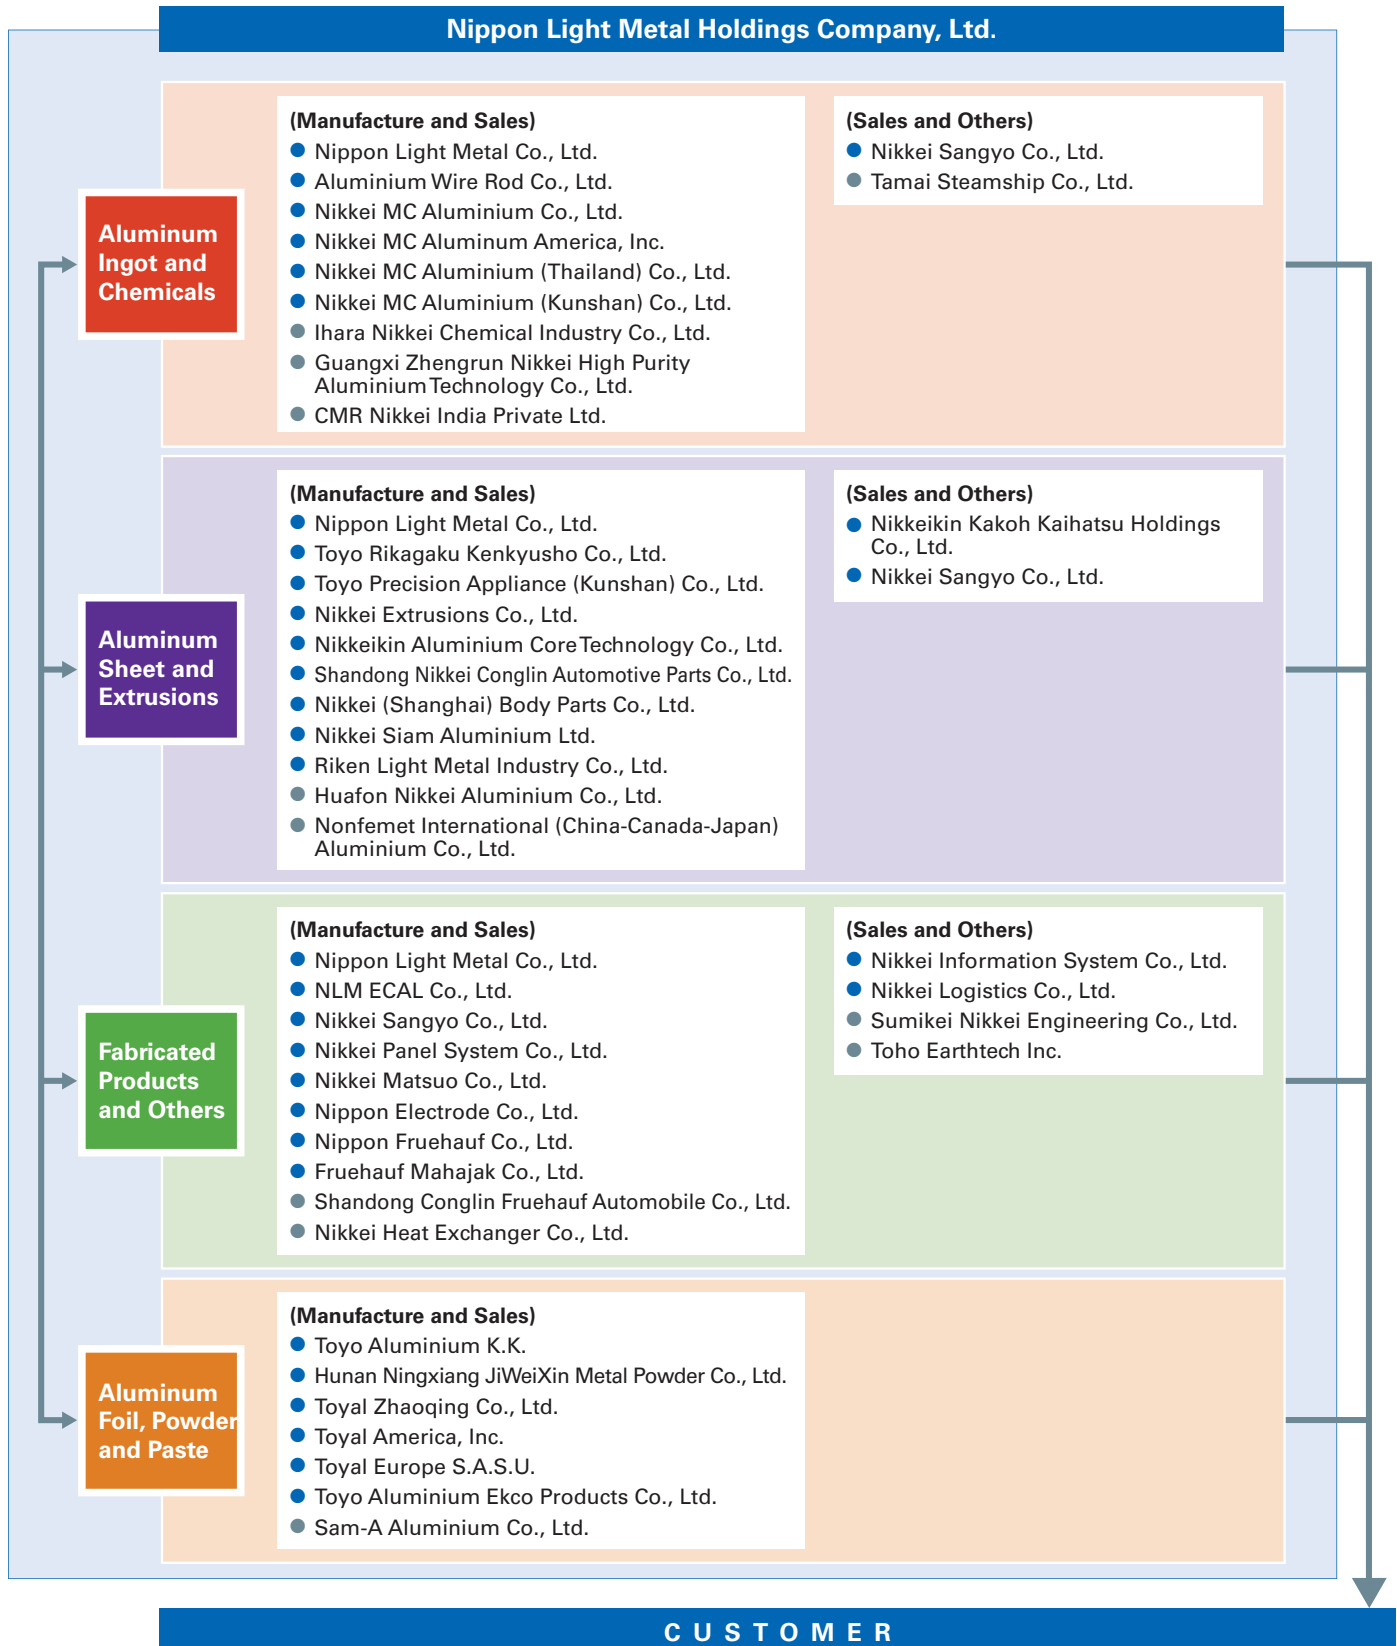 Nippon Light Metal Holdings Company, Ltd.
Aluminum
Ingot and
Chemicals
(Manufacture and Sales)
Nippon Light Metal Co., Ltd.
Aluminium Wire Rod Co., Ltd.
Nikkei MC Aluminium Co., Ltd.
Nikkei MC Aluminum America, Inc.
Nikkei MC Aluminium (Thailand) Co., Ltd.
Nikkei MC Aluminium (Kunshan) Co., Ltd.
Ihara Nikkei Chemical Industry Co., Ltd.
Guangxi Zhengrun Nikkei High Purity
Aluminium Technology Co., Ltd.
CMR Nikkei India Private Ltd.
(Sales and Others)
Nikkei Sangyo Co., Ltd.
Tamai Steamship Co., Ltd.
Aluminum
Sheet and
Extrusions
(Manufacture and Sales)
Nippon Light Metal Co., Ltd.
Toyo Rikagaku Kenkyusho Co., Ltd.
Toyo Precision Appliance (Kunshan) Co., Ltd.
Nikkei Extrusions Co., Ltd.
Nikkeikin Aluminium Core Technology Co., Ltd.
Shandong Nikkei Conglin Automotive Parts Co., Ltd.
Nikkei (Shanghai) Body Parts Co., Ltd.
Nikkei Siam Aluminium Ltd.
Riken Light Metal Industry Co., Ltd.
Huafon Nikkei Aluminium Co., Ltd.
Nonfemet International (China-Canada-Japan)
Aluminium Co., Ltd.
(Sales and Others)
Nikkeikin Kakoh Kaihatsu Holdings
Co., Ltd.
Nikkei Sangyo Co., Ltd.
Fabricated
Products
and Others
(Manufacture and Sales)
Nippon Light Metal Co., Ltd.
NLM ECAL Co., Ltd.
Nikkei Sangyo Co., Ltd.
Nikkei Panel System Co., Ltd.
Nikkei Matsuo Co., Ltd.
Nippon Electrode Co., Ltd.
Nippon Fruehauf Co., Ltd.
Fruehauf Mahajak Co., Ltd.
Shandong Conglin Fruehauf Automobile Co., Ltd.
Nikkei Heat Exchanger Co., Ltd.
(Sales and Others)
Nikkei Information System Co., Ltd.
Nikkei Logistics Co., Ltd.
Sumikei Nikkei Engineering Co., Ltd.
Toho Earthtech Inc.
Aluminum
Foil, Powder
and Paste
(Manufacture and Sales)
Toyo Aluminium K.K.
Hunan Ningxiang JiWeiXin Metal Powder Co., Ltd.
Toyal Zhaoqing Co., Ltd.
Toyal America, Inc.
Toyal Europe S.A.S.U.
Toyo Aluminium Ekco Products Co., Ltd.
Sam-A Aluminium Co., Ltd.
CUSTOMER